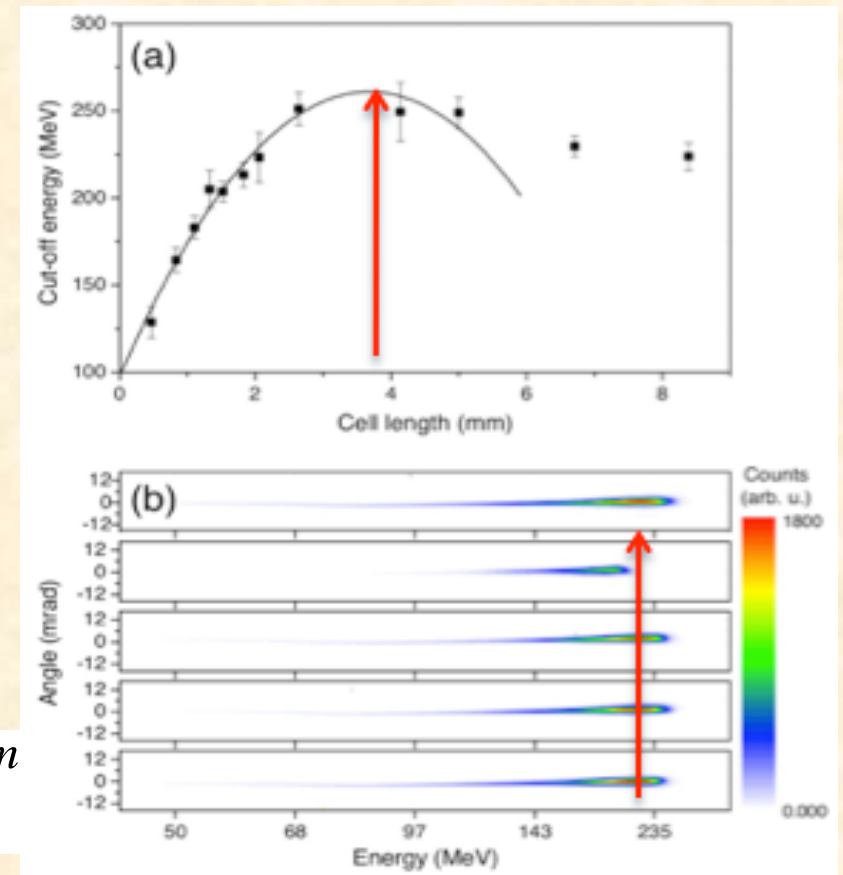 (a)
300
250
200
150
100
Cut-off energy (MeV)
0 2 4 6 8
Cell length (mm)
(b)
Counts
(arb. u.)
1800
0.000
12
0
-12
12
0
-12
12
0
-12
12
0
-12
12
0
-12
Angle (mrad)
n
50 68 97 143 235
Energy (MeV)